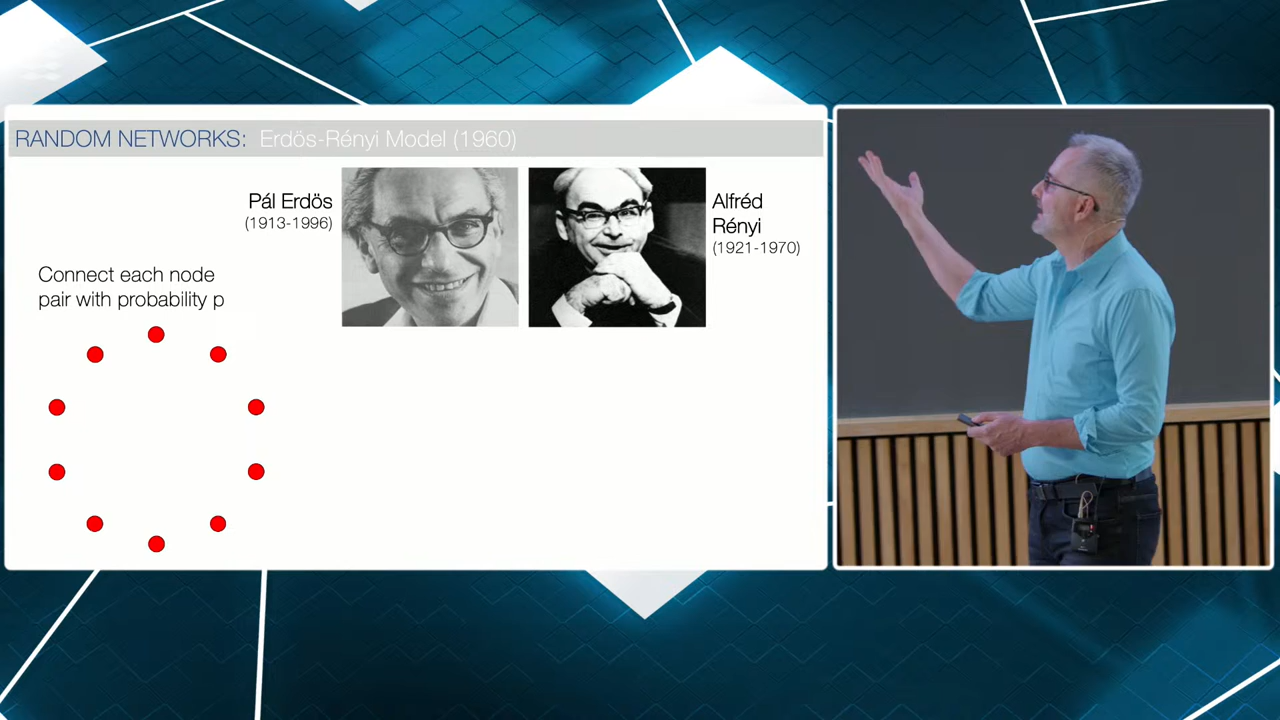 RANDOM NETWORKS: Erdös-Rényi Model (1960)
Pál Erdös
(1913-1996)
Alfréd
Rényi
(1921-1970)
Connect each node
pair with probability p